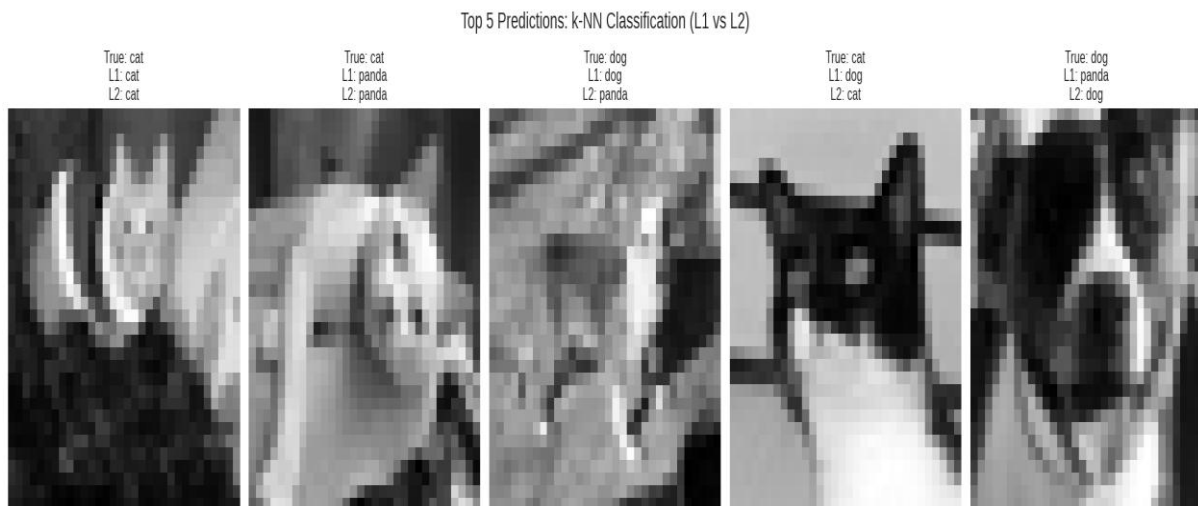 Top 5 Predictions: k-NN Classification (L1 vs L2)
True: cat
L1: cat
L2: cat
True: cat
L1: panda
L2: panda
True: dog
L1: dog
L2: panda
True: cat
L1: dog
L2: cat
True: dog
L1: panda
L2: dog